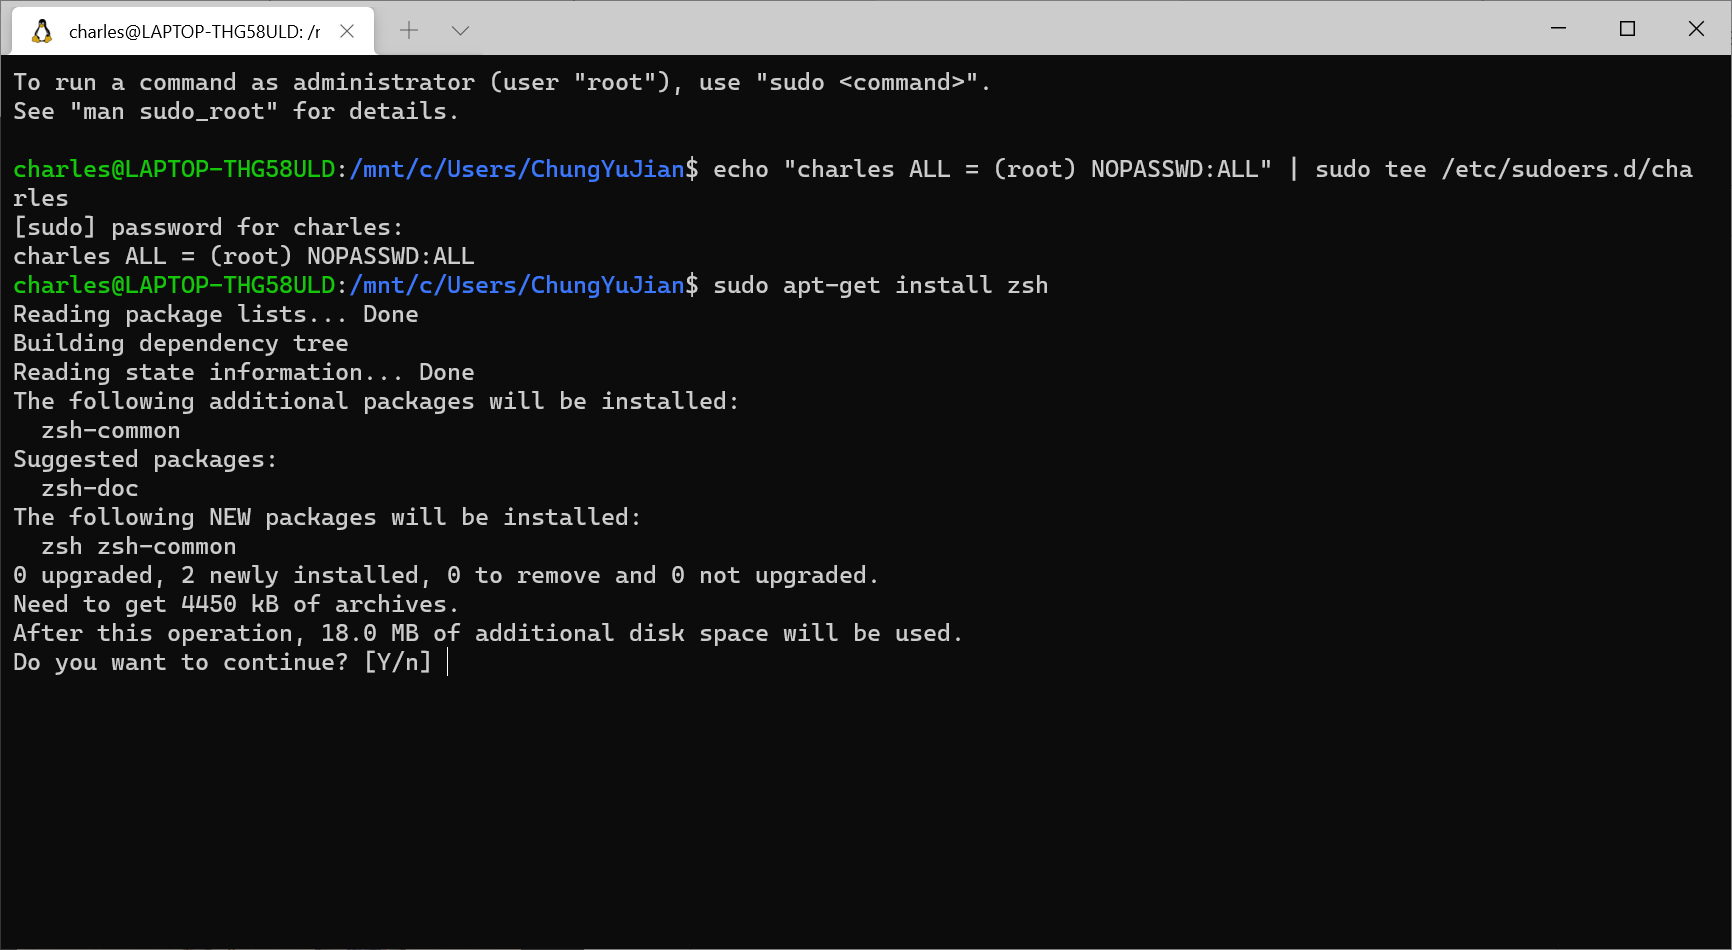 charles@LAPTOP-THG58ULD: /r
To run a command as administrator (user "root"), use "sudo <command>".
See "man sudo_root" for details.
charles@LAPTOP-THG58ULD:/mnt/c/Users/ChungYuJian$ echo "charles ALL = (root) NOPASSWD:ALL" | sudo tee /etc/sudoers.d/cha
rles
[sudo] password for charles:
charles ALL = (root) NOPASSWD:ALL
charles@LAPTOP-THG58ULD:/mnt/c/Users/ChungYuJian$ sudo apt-get install zsh
Reading package lists... Done
Building dependency tree
Reading state information... Done
The following additional packages will be installed:
  zsh-common
Suggested packages:
  zsh-doc
The following NEW packages will be installed:
  zsh zsh-common
0 upgraded, 2 newly installed, 0 to remove and 0 not upgraded.
Need to get 4450 kB of archives.
After this operation, 18.0 MB of additional disk space will be used.
Do you want to continue? [Y/n]